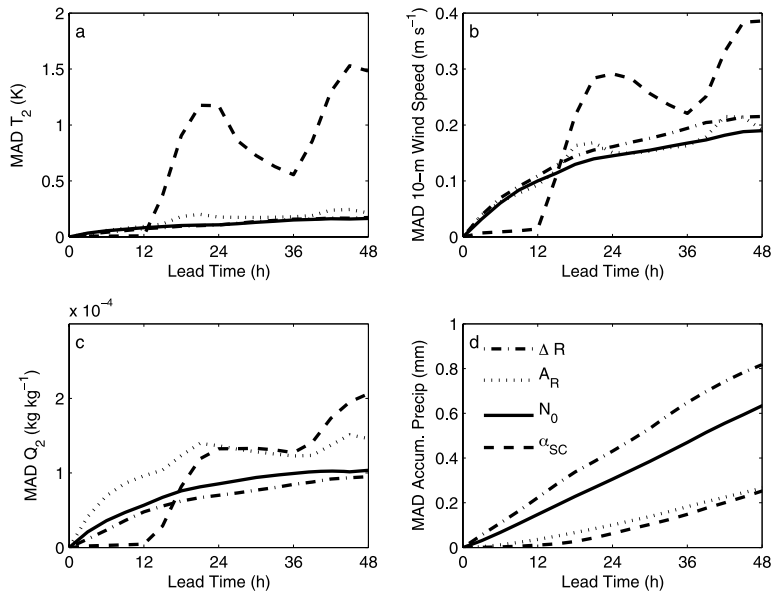 a
MAD T2 (K)
2
1.5
1
0.5
0
0 12 24 36 48
Lead Time (h)
b
MAD 10−m Wind Speed (m s−1)
0.4
0.3
0.2
0.1
0
0 12 24 36 48
Lead Time (h)
x 10−4
c
MAD Q2 (kg kg−1)
2
1
0
0 12 24 36 48
Lead Time (h)
d
MAD Accum. Precip (mm)
1
0.8
0.6
0.4
0.2
0
0 12 24 36 48
Lead Time (h)
Δ R
AR
N0
αSC